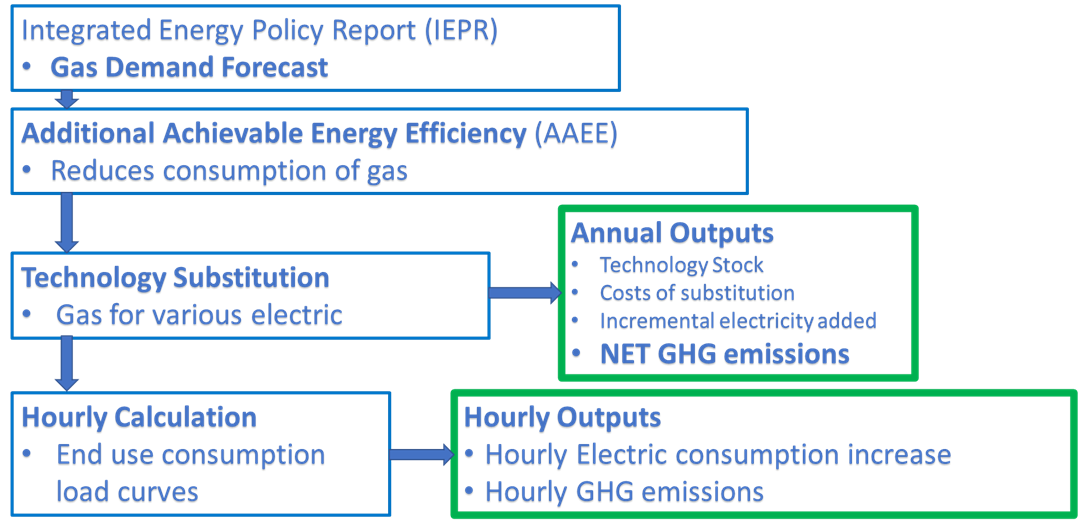 Integrated Energy Policy Report (IEPR)
• Gas Demand Forecast
Additional Achievable Energy Efficiency (AAEE)
• Reduces consumption of gas
Technology Substitution
• Gas for various electric
Annual Outputs
• Technology Stock
• Costs of substitution
• Incremental electricity added
• NET GHG emissions
Hourly Calculation
• End use consumption
load curves
Hourly Outputs
• Hourly Electric consumption increase
• Hourly GHG emissions